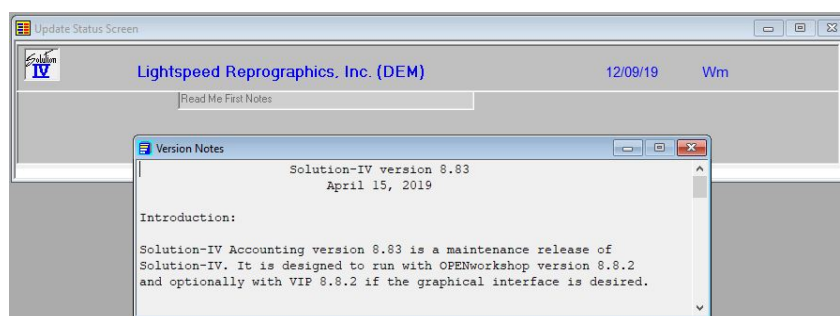 Update Status Screen
Solution
IV
Lightspeed Reprographics, Inc. (DEM) 12/09/19 Wm
Read Me First Notes
Version Notes
Solution-IV version 8.83
April 15, 2019
Introduction:
Solution-IV Accounting version 8.83 is a maintenance release of
Solution-IV. It is designed to run with OPENworkshop version 8.8.2
and optionally with VIP 8.8.2 if the graphical interface is desired.